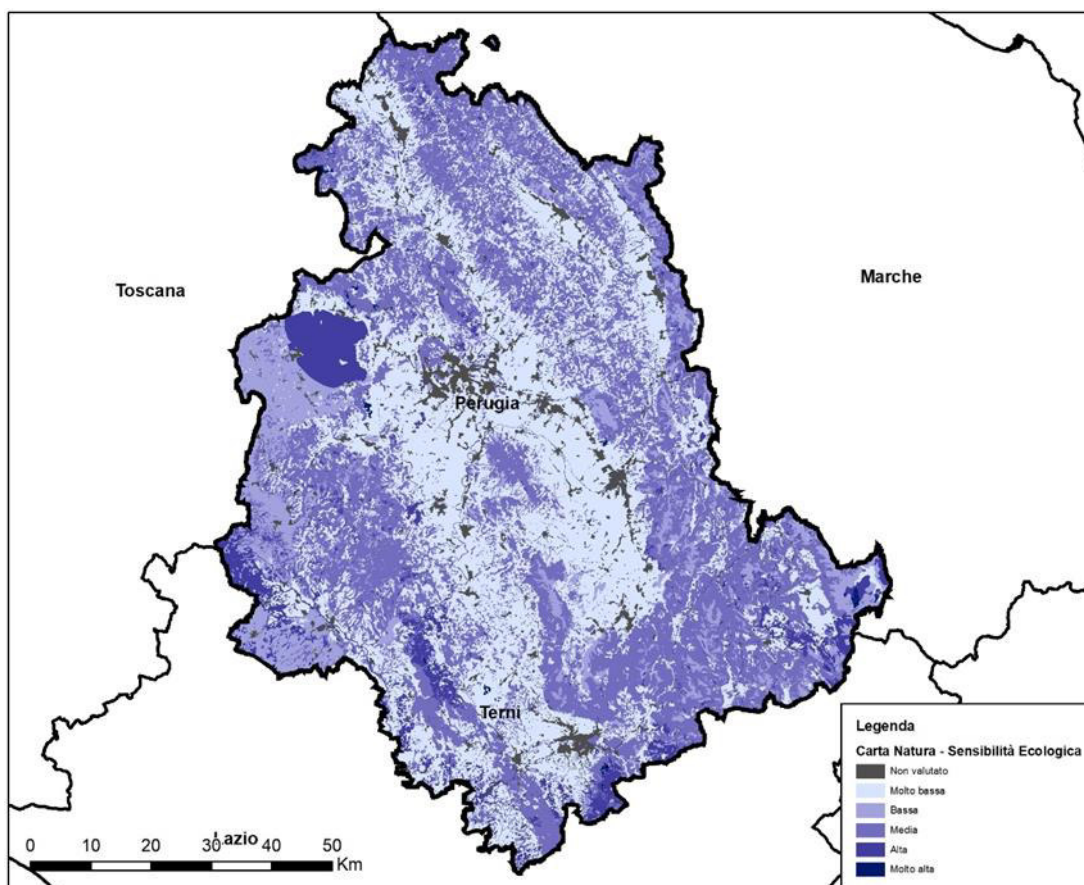 Toscana
Marche
Perugia
Terni
Lazio
0 10 20 30 40 50
Km
Legenda
Carta Natura - Sensibilità Ecologica
Non valutato
Molto bassa
Bassa
Media
Alta
Molto alta